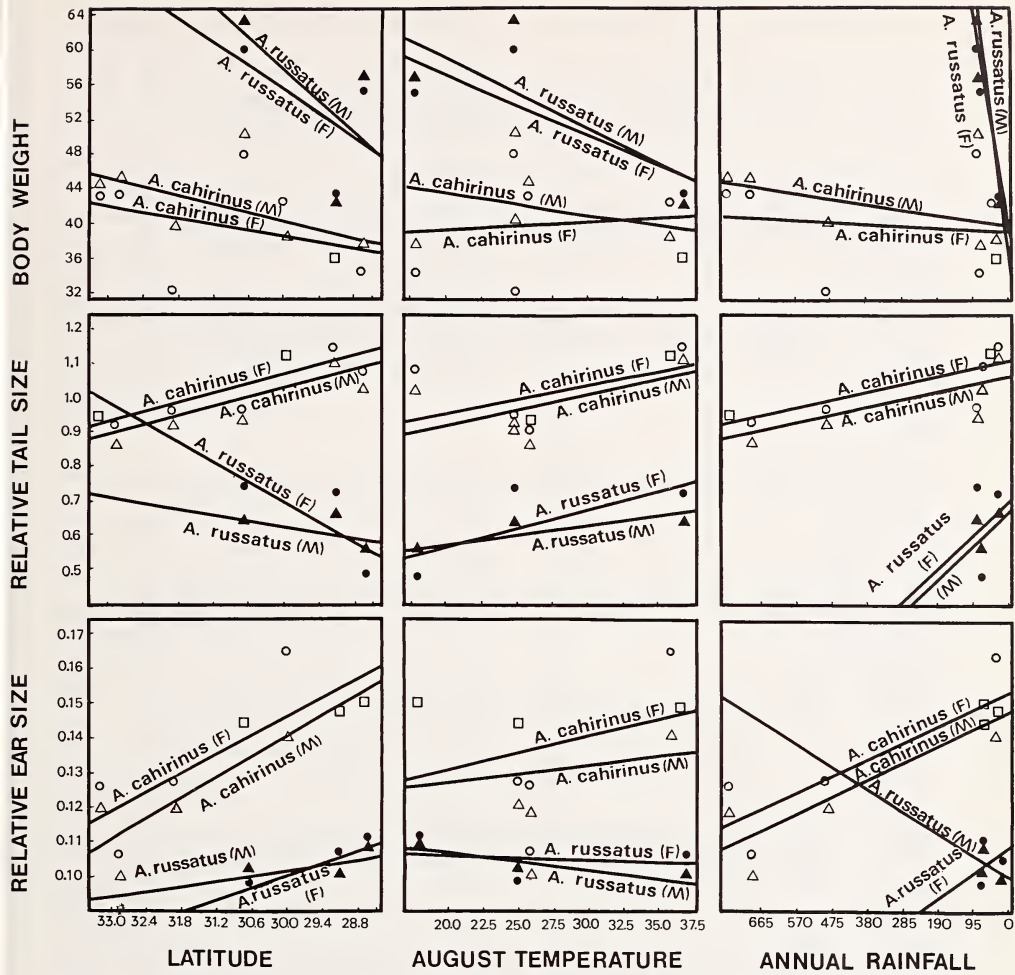 BODY WEIGHT
64
60
56
52
48
44
40
36
32
A. russatus (M)
A. russatus (F)
A. cahirinus (M)
A. cahirinus (F)
A. russatus (M)
A. russatus (F)
A. cahirinus (M)
A. cahirinus (F)
A. russatus (F)
A. russatus (M)
A. cahirinus (M)
A. cahirinus (F)
RELATIVE TAIL SIZE
1.2
1.1
1.0
0.9
0.8
0.7
0.6
0.5
A. cahirinus (F)
A. cahirinus (M)
A. russatus (F)
A. russatus (M)
A. cahirinus (F)
A. cahirinus (M)
A. russatus (F)
A. russatus (M)
A. cahirinus (F)
A. cahirinus (M)
A. russatus
(F)
(M)
RELATIVE EAR SIZE
0.17
0.16
0.15
0.14
0.13
0.12
0.11
0.10
A. cahirinus (F)
A. cahirinus (M)
A. russatus (M)
A. russatus
(F)
A. cahirinus (F)
A. cahirinus (M)
A. russatus (F)
A. russatus (M)
A. cahirinus (F)
A. cahirinus (M)
A. russatus (M)
A. russatus
(F)
33.0 32.4 31.8 31.2 30.6 30.0 29.4 28.8
20.0 22.5 25.0 27.5 30.0 32.5 35.0 37.5
665 570 475 380 285 190 95 0
LATITUDE
AUGUST TEMPERATURE
ANNUAL RAINFALL